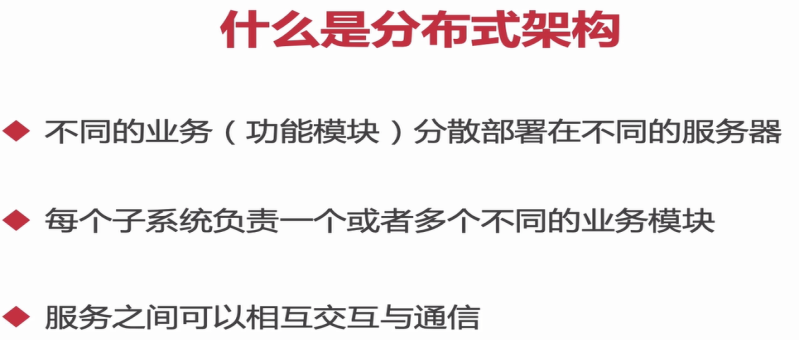 什么是分布式架构
不同的业务（功能模块）分散部署在不同的服务器
每个子系统负责一个或者多个不同的业务模块
服务之间可以相互交互与通信